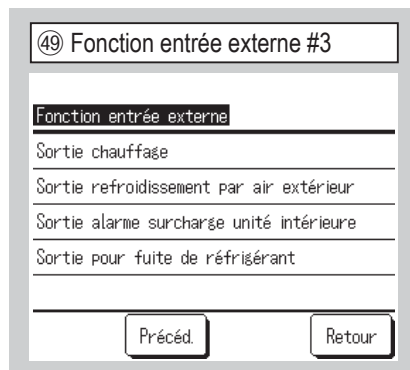 ㊾ Fonction entrée externe #3
Fonction entrée externe
Sortie chauffage
Sortie refroidissement par air extérieur
Sortie alarme surcharge unité intérieure
Sortie pour fuite de réfrigérant
Précéd. Retour